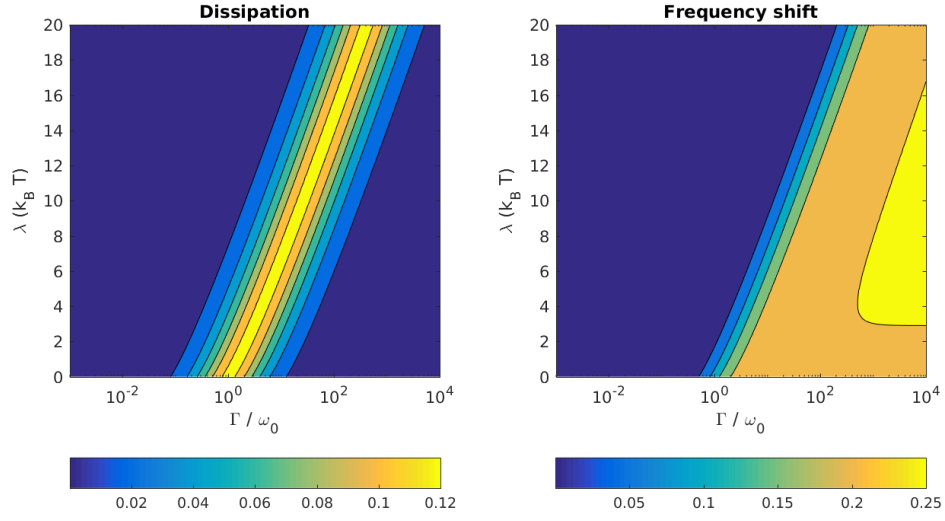 Dissipation
20
18
16
14
12
10
8
6
4
2
0
λ (k_B T)
10^-2 10^0 10^2 10^4
Γ / ω_0
0.02 0.04 0.06 0.08 0.1 0.12
Frequency shift
20
18
16
14
12
10
8
6
4
2
0
λ (k_B T)
10^-2 10^0 10^2 10^4
Γ / ω_0
0.05 0.1 0.15 0.2 0.25